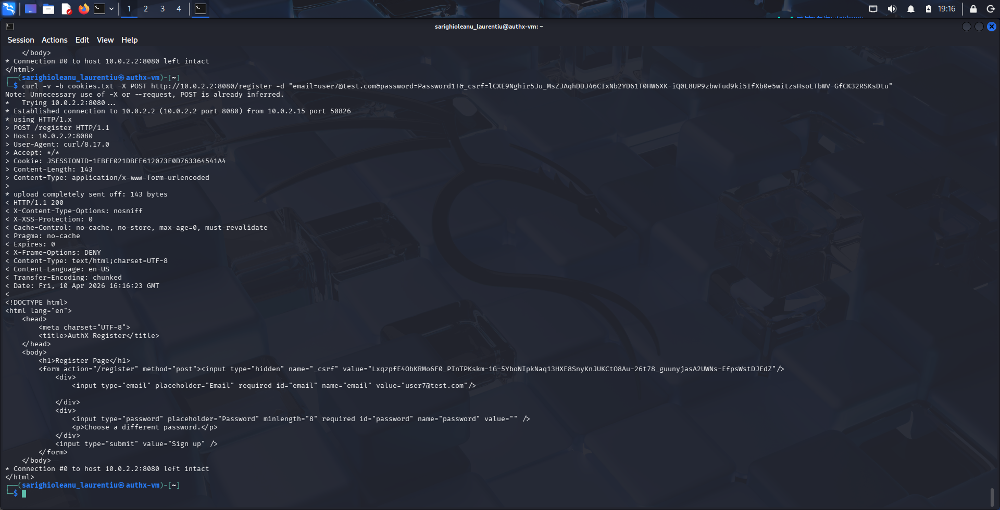 1 2 3 4 19:16
sarighioleanu_laurentiu@authx-vm: ~
Session Actions Edit View Help
    </body>
* Connection #0 to host 10.0.2.2:8080 left intact
</html>
┌──(sarighioleanu_laurentiu㉿authx-vm)-[~]
└─$ curl -v -b cookies.txt -X POST http://10.0.2.2:8080/register -d "email=user7@test.com&password=Password1!&_csrf=lCXE9Nghir5Ju_MsZJAqhDDJ46CIxNb2YD61T0HW6XK-iQ0L8UP9zbwTud9ki5IfXb0e5witzsHsoLTbWV-GfCK32RSKsDtu"
Note: Unnecessary use of -X or --request, POST is already inferred.
*   Trying 10.0.2.2:8080...
* Established connection to 10.0.2.2 (10.0.2.2 port 8080) from 10.0.2.15 port 50826
* using HTTP/1.x
> POST /register HTTP/1.1
> Host: 10.0.2.2:8080
> User-Agent: curl/8.17.0
> Accept: */*
> Cookie: JSESSIONID=1EBFE021DBEE612073F0D763364541A4
> Content-Length: 143
> Content-Type: application/x-www-form-urlencoded
>
* upload completely sent off: 143 bytes
< HTTP/1.1 200
< X-Content-Type-Options: nosniff
< X-XSS-Protection: 0
< Cache-Control: no-cache, no-store, max-age=0, must-revalidate
< Pragma: no-cache
< Expires: 0
< X-Frame-Options: DENY
< Content-Type: text/html;charset=UTF-8
< Content-Language: en-US
< Transfer-Encoding: chunked
< Date: Fri, 10 Apr 2026 16:16:23 GMT
<
<!DOCTYPE html>
<html lang="en">
    <head>
        <meta charset="UTF-8">
        <title>AuthX Register</title>
    </head>
    <body>
        <h1>Register Page</h1>
        <form action="/register" method="post"><input type="hidden" name="_csrf" value="LxqzpfE4ObKRMo6F0_PInTPKskm-1G-5YboNIpkNaq13HXE8SnyKnJUKCtO8Au-26t78_guunyjasA2UWNs-EfpsWstDJEdZ"/>
            <div>
                <input type="email" placeholder="Email" required id="email" name="email" value="user7@test.com"/>
            </div>
            <div>
                <input type="password" placeholder="Password" minlength="8" required id="password" name="password" value="" />
                <p>Choose a different password.</p>
            </div>
            <input type="submit" value="Sign up" />
        </form>
    </body>
* Connection #0 to host 10.0.2.2:8080 left intact
</html>
┌──(sarighioleanu_laurentiu㉿authx-vm)-[~]
└─$